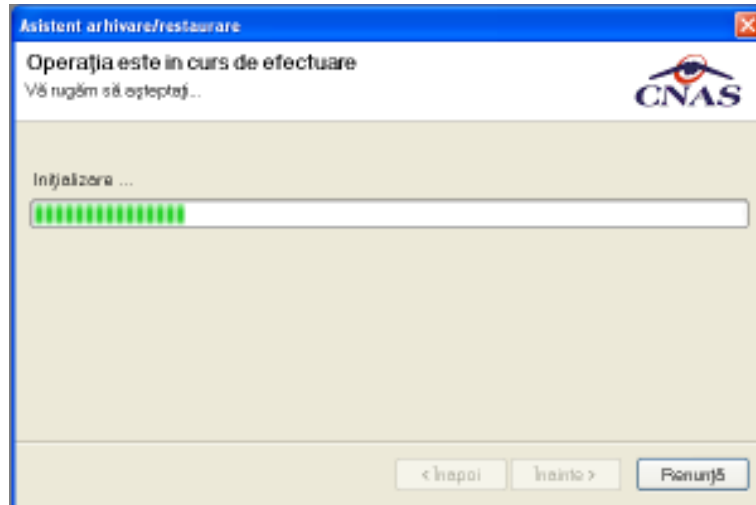 Asistent arhivare/restaurare
Operaţia este in curs de efectuare
Vă rugăm să aşteptaţi...
CNAS
Iniţializare ...
< Înapoi
Înainte >
Renunţă